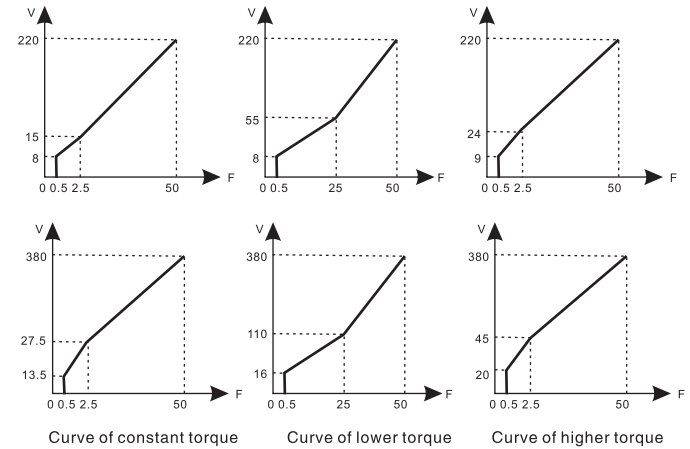 V V V
220 220 220
55
15 24
8 8 9
0 0.5 2.5 50 F 0 0.5 25 50 F 0 0.5 2.5 50 F
V V V
380 380 380
27.5 110 45
13.5 16 20
0 0.5 2.5 50 F 0 0.5 25 50 F 0 0.5 2.5 50 F
Curve of constant torque Curve of lower torque Curve of higher torque